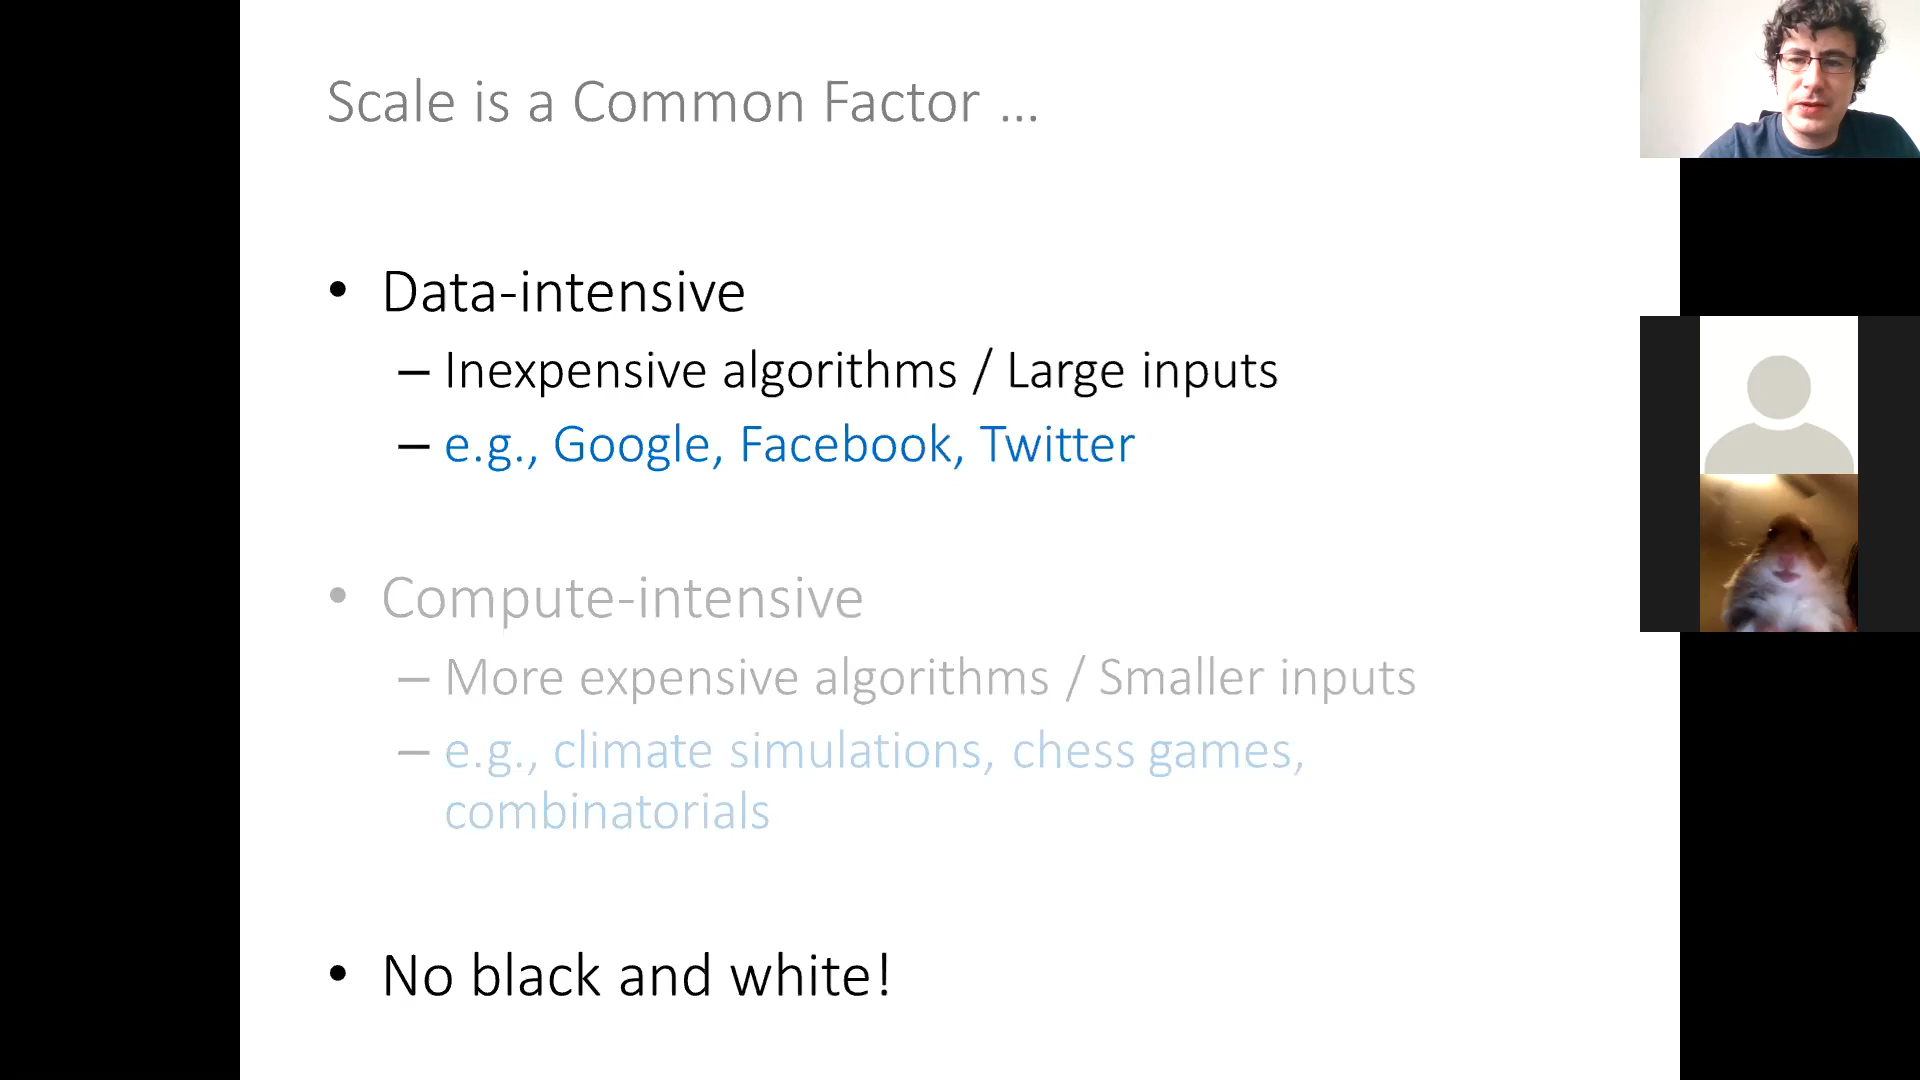 Scale is a Common Factor ...
• Data-intensive
– Inexpensive algorithms / Large inputs
– e.g., Google, Facebook, Twitter
• Compute-intensive
– More expensive algorithms / Smaller inputs
– e.g., climate simulations, chess games,
combinatorials
• No black and white!